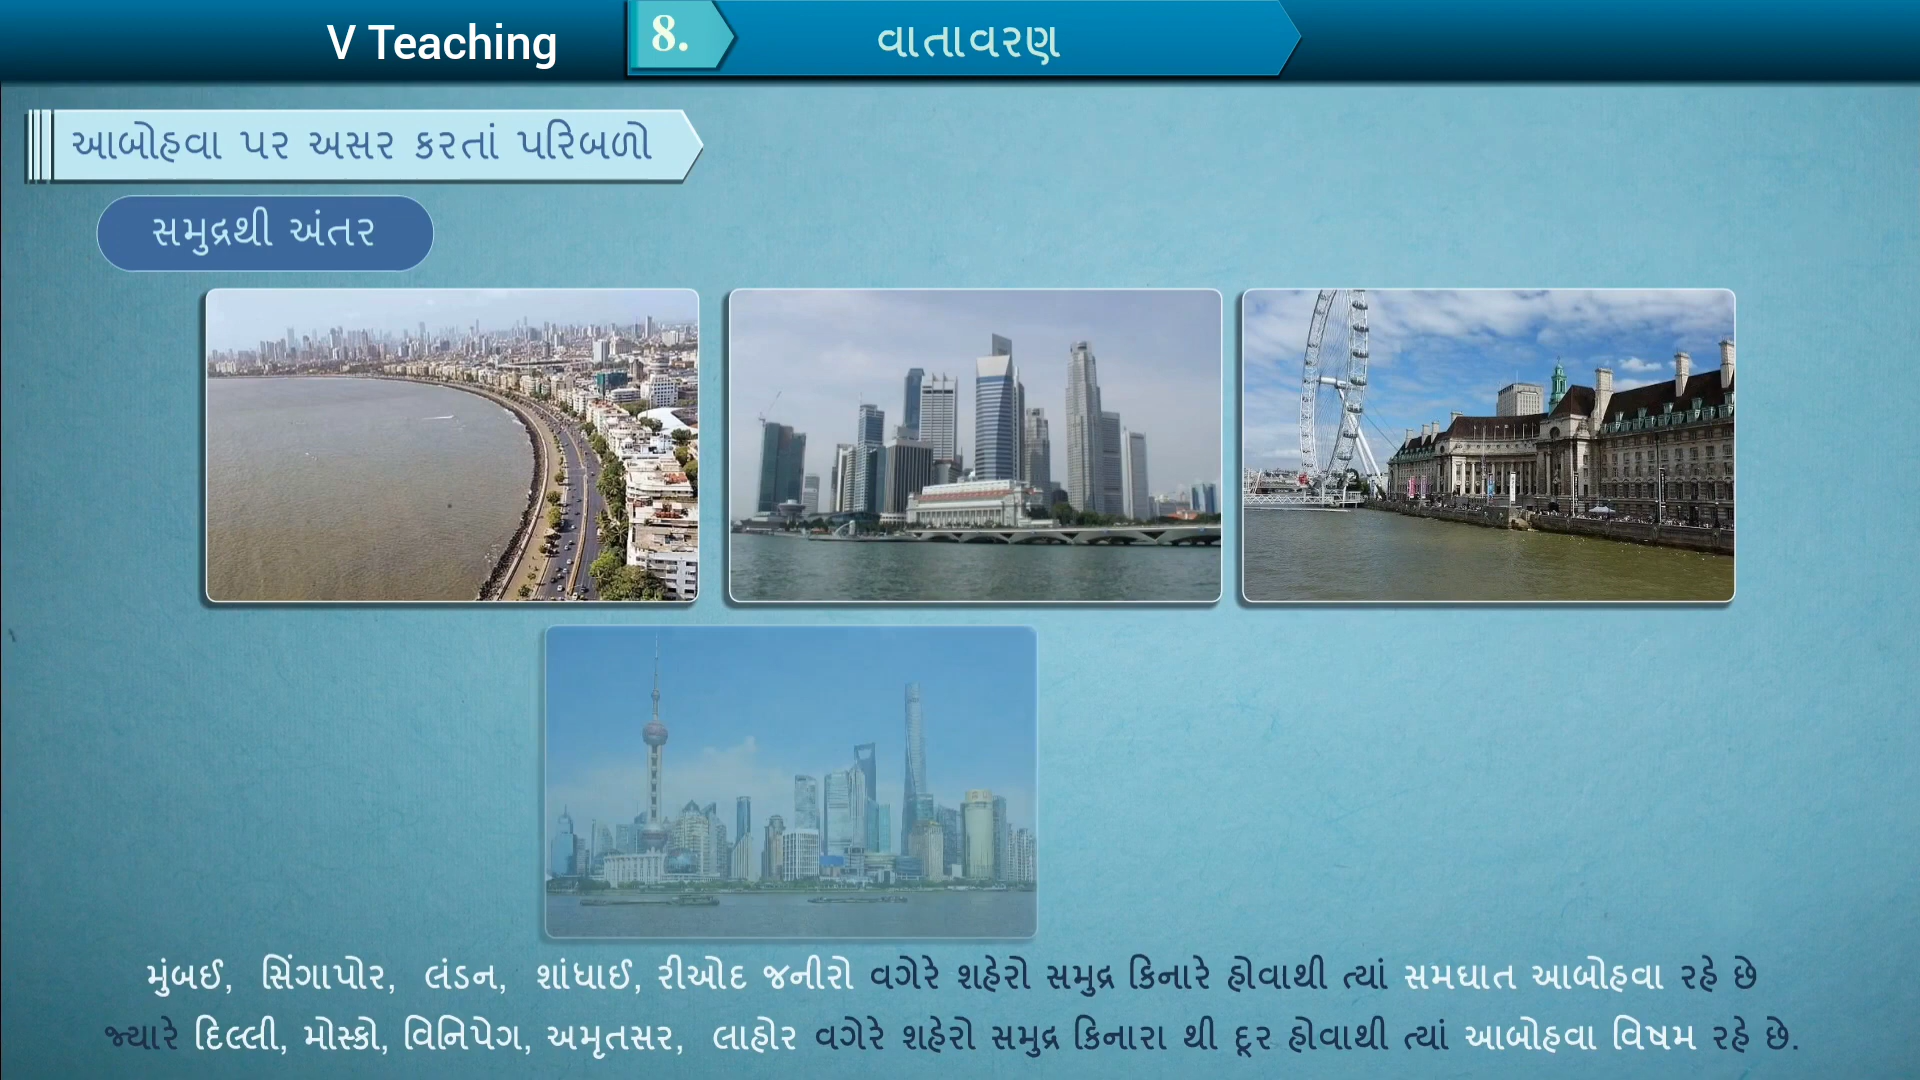 V Teaching
8.
વાતાવરણ
આબોહવા પર અસર કરતાં પરિબળો
સમુદ્રથી અંતર
મુંબઈ, સિંગાપોર, લંડન, શાંઘાઈ, રીઓદ જનીરો વગેરે શહેરો સમુદ્ર કિનારે હોવાથી ત્યાં સમઘાત આબોહવા રહે છે
જ્યારે દિલ્લી, મોસ્કો, વિનિપેગ, અમૃતસર, લાહોર વગેરે શહેરો સમુદ્ર કિનારા થી દૂર હોવાથી ત્યાં આબોહવા વિષમ રહે છે.